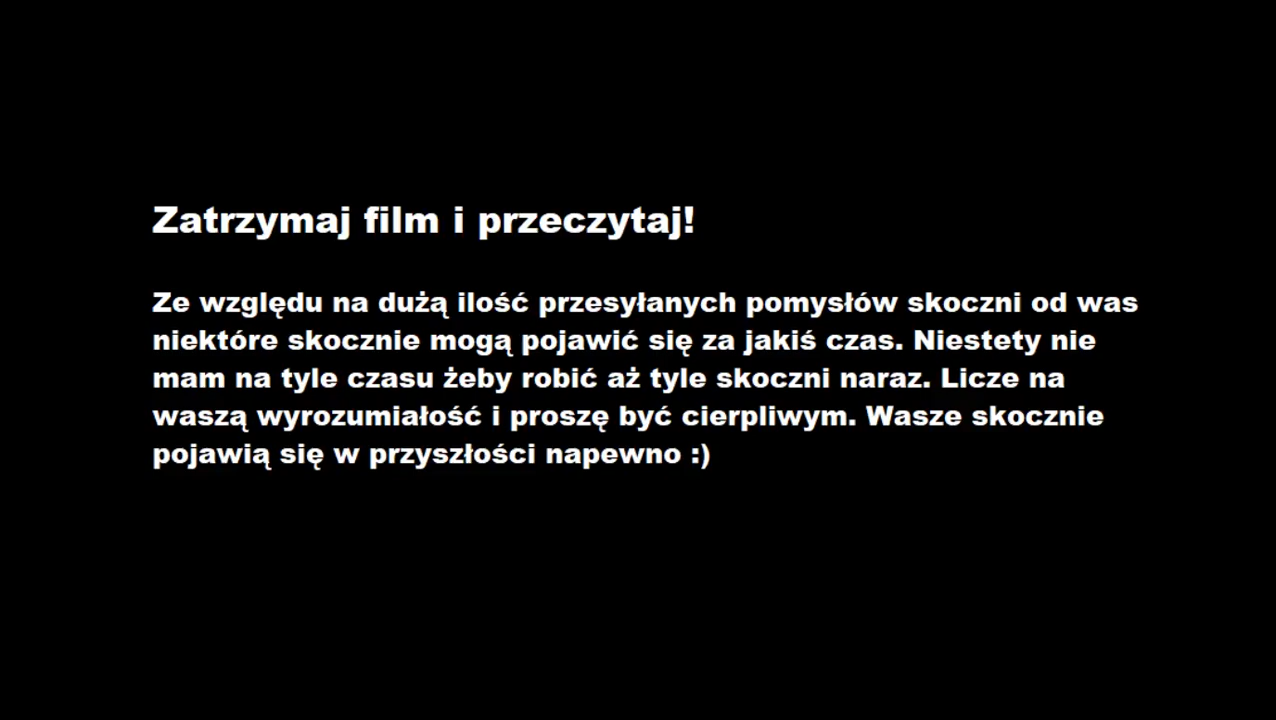 Zatrzymaj film i przeczytaj!
Ze względu na dużą ilość przesyłanych pomysłów skoczni od was
niektóre skocznie mogą pojawić się za jakiś czas. Niestety nie
mam na tyle czasu żeby robić aż tyle skoczni naraz. Licze na
waszą wyrozumiałość i proszę być cierpliwym. Wasze skocznie
pojawią się w przyszłości napewno :)